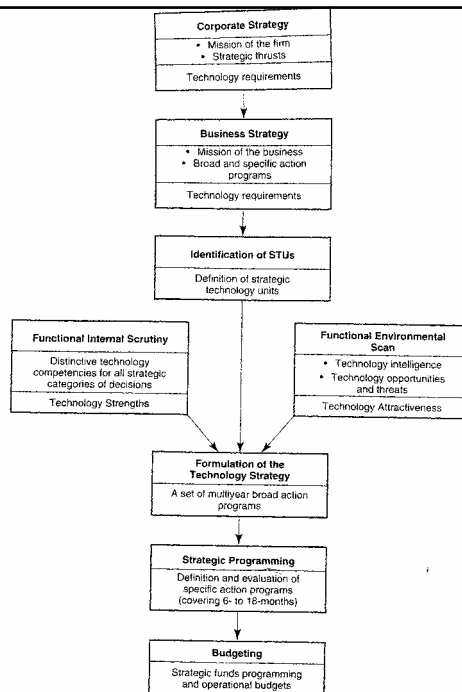 Corporate Strategy
• Mission of the firm
• Strategic thrusts
Technology requirements
Business Strategy
• Mission of the business
• Broad and specific action
programs
Technology requirements
Identification of STUs
Definition of strategic
technology units
Functional Internal Scrutiny
Distinctive technology
competencies for all strategic
categories of decisions
Technology Strengths
Functional Environmental
Scan
• Technology intelligence
• Technology opportunities
and threats
Technology Attractiveness
Formulation of the
Technology Strategy
A set of multiyear broad action
programs
Strategic Programming
Definition and evaluation of
specific action programs
(covering 6- to 18-months)
Budgeting
Strategic funds programming
and operational budgets